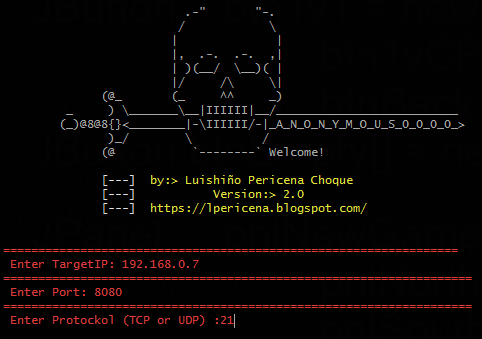 |_A_N_O_N_Y_M_O_U_S_O_O_O_O_>
Welcome!
[---] by:> Luishiño Pericena Choque
[---] Version:> 2.0
[---] https://lpericena.blogspot.com/
Enter TargetIP: 192.168.0.7
Enter Port: 8080
Enter Protockol (TCP or UDP) :21